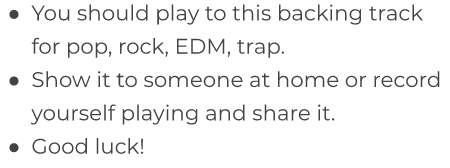 ● You should play to this backing track
for pop, rock, EDM, trap.
● Show it to someone at home or record
yourself playing and share it.
● Good luck!